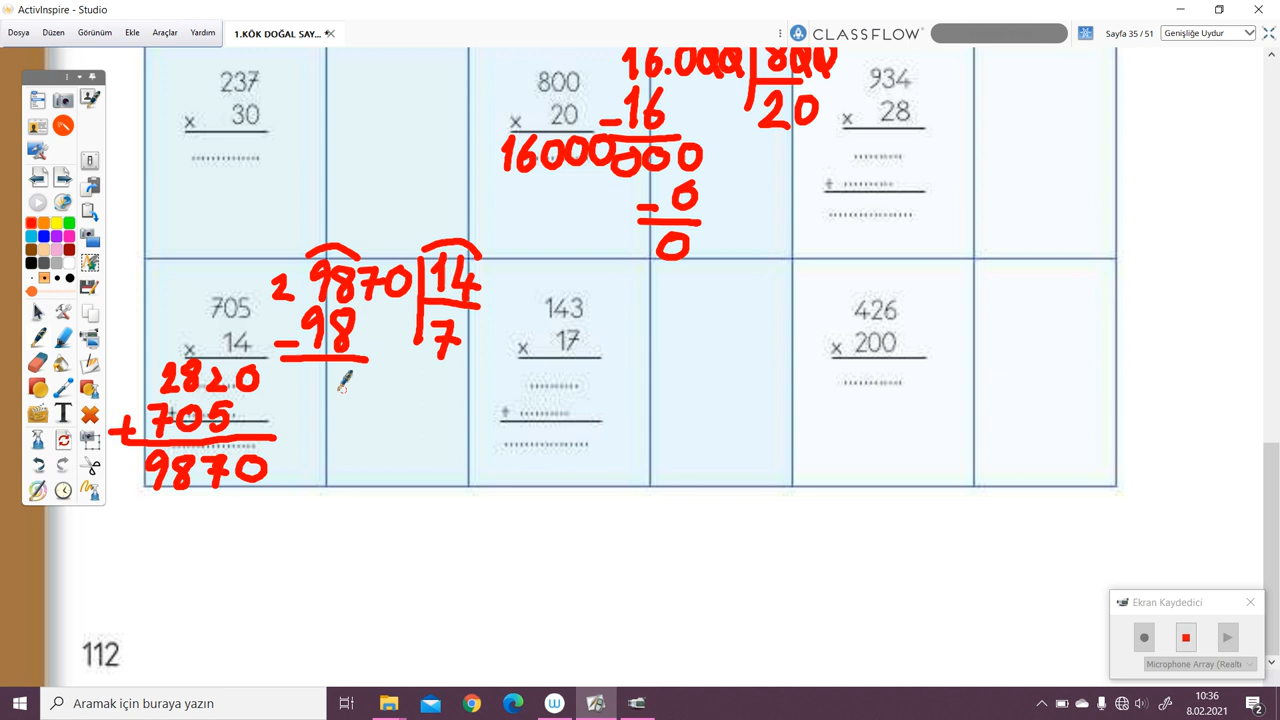 ActivInspire - Studio
Dosya Düzen Görünüm Ekle Araçlar Yardım
1.KÖK DOĞAL SAY...
CLASSFLOW
Sayfa 35 / 51
Genişliğe Uydur
237
x 30
800
x 20
16000
16.000 800
-16 20
000
- 0
0
934
x 28
+
705
x 14
2820
+ 705
9870
2 9870 14
- 98 7
143
x 17
+
426
x 200
112
Ekran Kaydedici
Microphone Array (Realte
Aramak için buraya yazın
10:36
8.02.2021
2